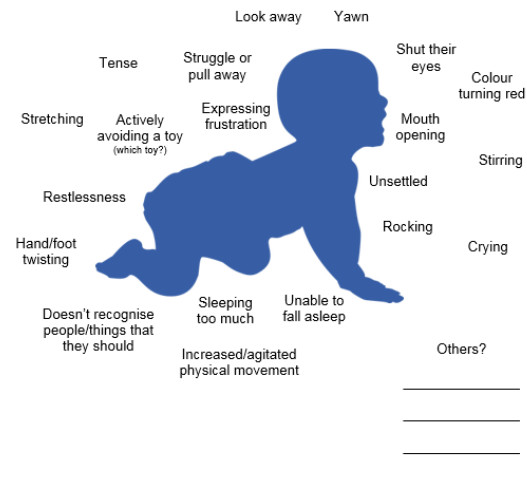 Look away
Yawn
Shut their
eyes
Struggle or
pull away
Tense
Colour
turning red
Expressing
frustration
Stretching
Actively
avoiding a toy
(which toy?)
Mouth
opening
Stirring
Unsettled
Restlessness
Rocking
Hand/foot
twisting
Crying
Sleeping
too much
Unable to
fall asleep
Doesn’t recognise
people/things that
they should
Increased/agitated
physical movement
Others?